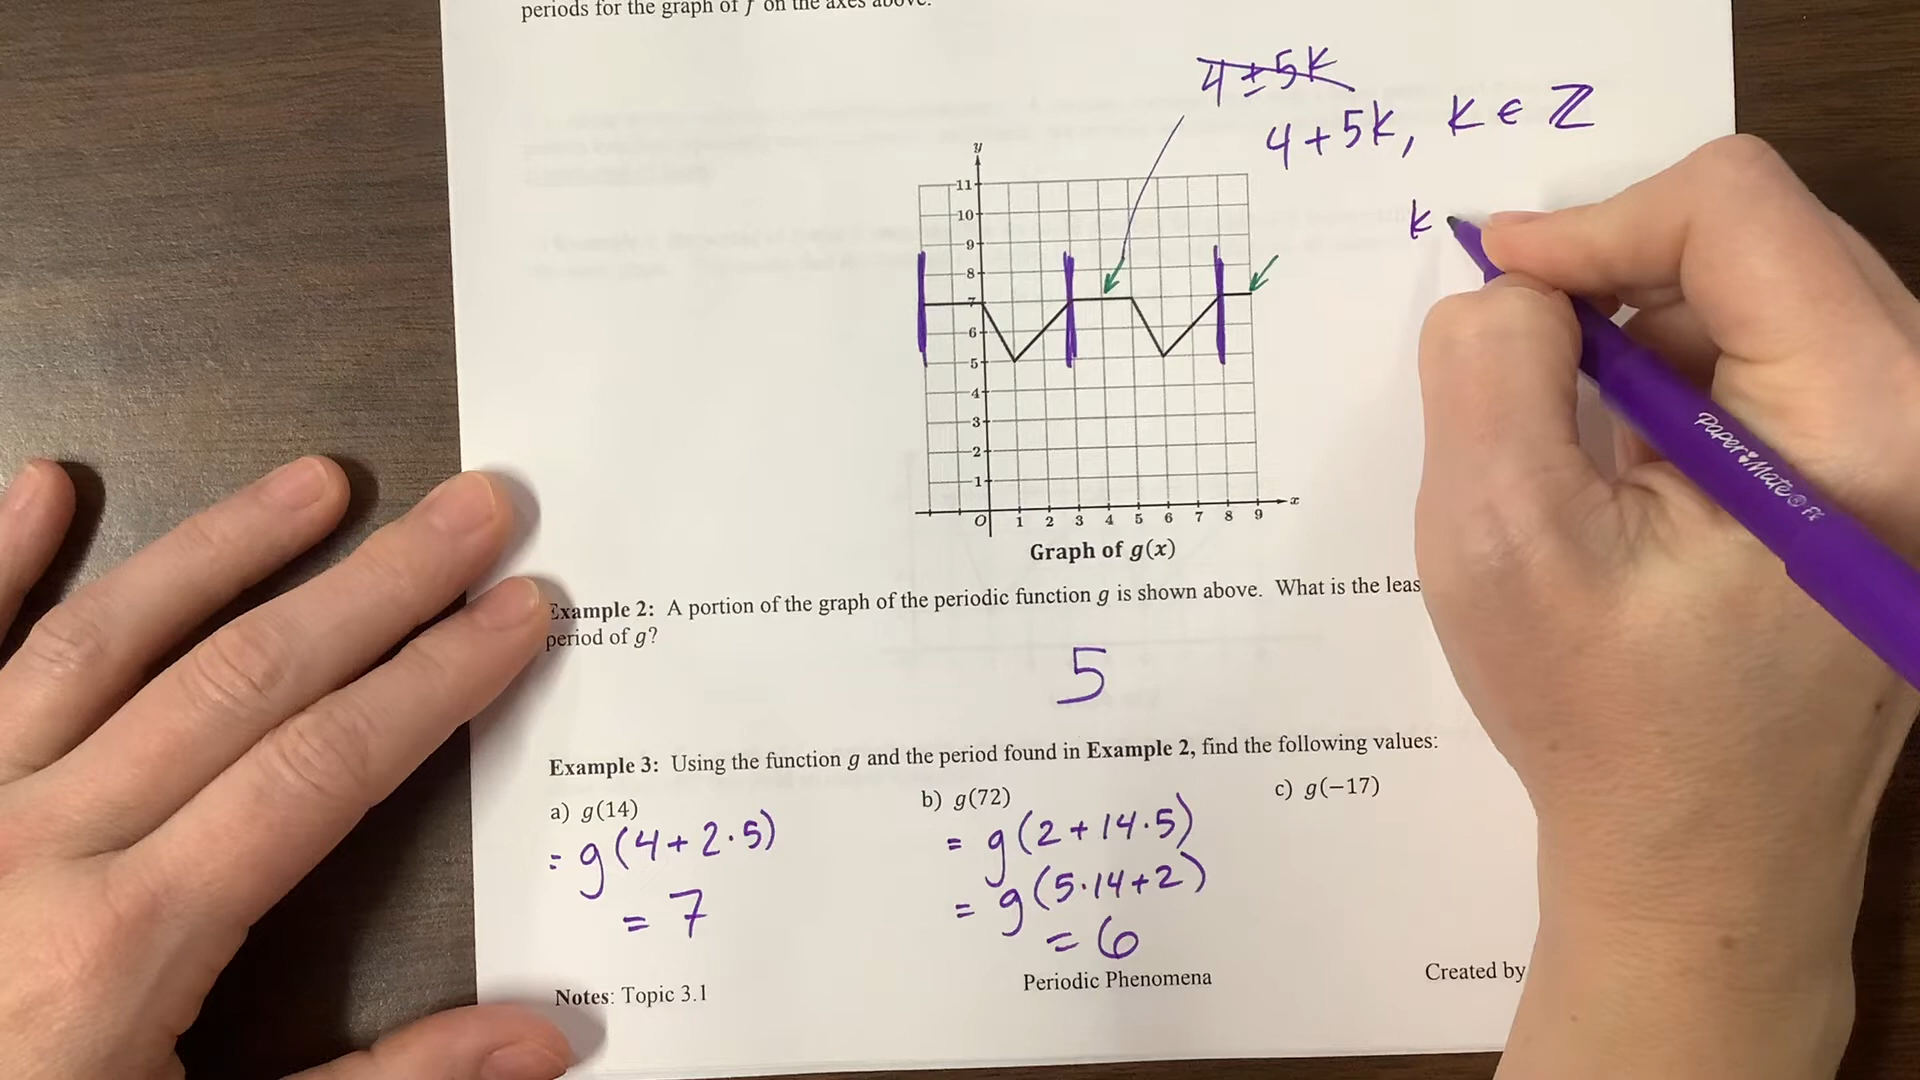 periods for the graph of f on the axes above.
4 ± 5k
4 + 5k, k ∈ ℤ
k
y
11
10
9
8
7
6
5
4
3
2
1
O 1 2 3 4 5 6 7 8 9 x
Graph of g(x)
Example 2: A portion of the graph of the periodic function g is shown above. What is the leas
period of g?
5
Example 3: Using the function g and the period found in Example 2, find the following values:
a) g(14)
= g(4 + 2·5)
= 7
b) g(72)
= g(2 + 14·5)
= g(5·14 + 2)
= 6
c) g(−17)
Notes: Topic 3.1
Periodic Phenomena
Created by
PAPER MATE®